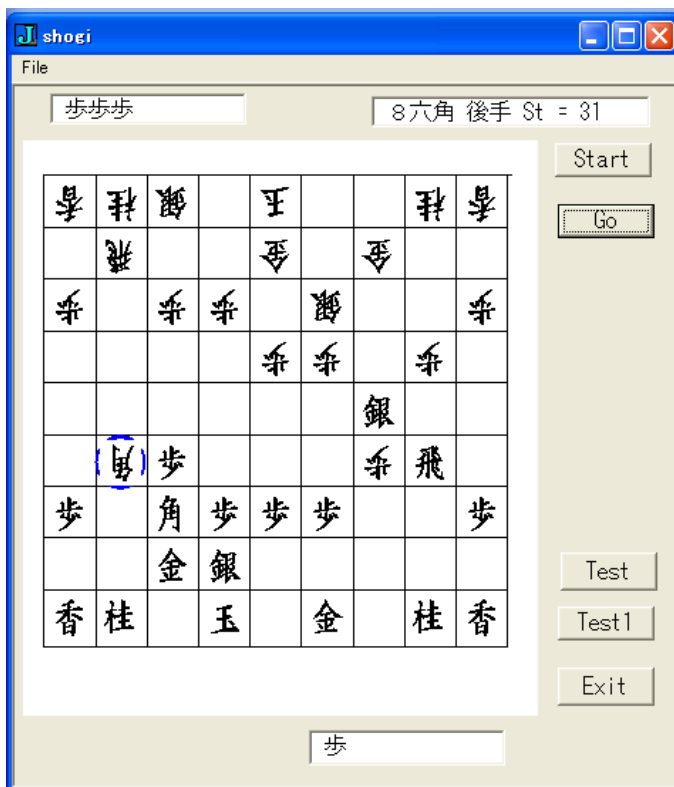 shogi
File
歩歩歩
8六角 後手 St = 31
Start
Go
香 桂 銀 王 桂 香
飛 金 金
歩 歩 歩 銀 歩
歩 歩 歩
銀
角 歩 歩 飛
歩 角 歩 歩 歩 歩
金 銀
香 桂 玉 金 桂 香
Test
Test1
Exit
歩